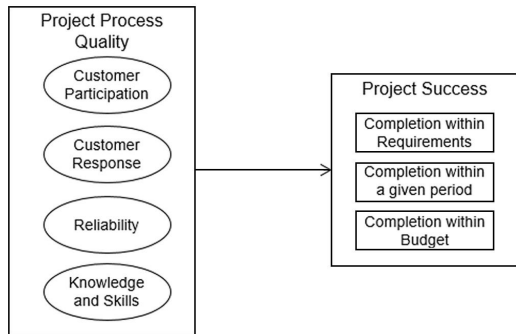 Project Process
Quality
Customer
Participation
Customer
Response
Reliability
Knowledge
and Skills
Project Success
Completion within
Requirements
Completion within
a given period
Completion within
Budget